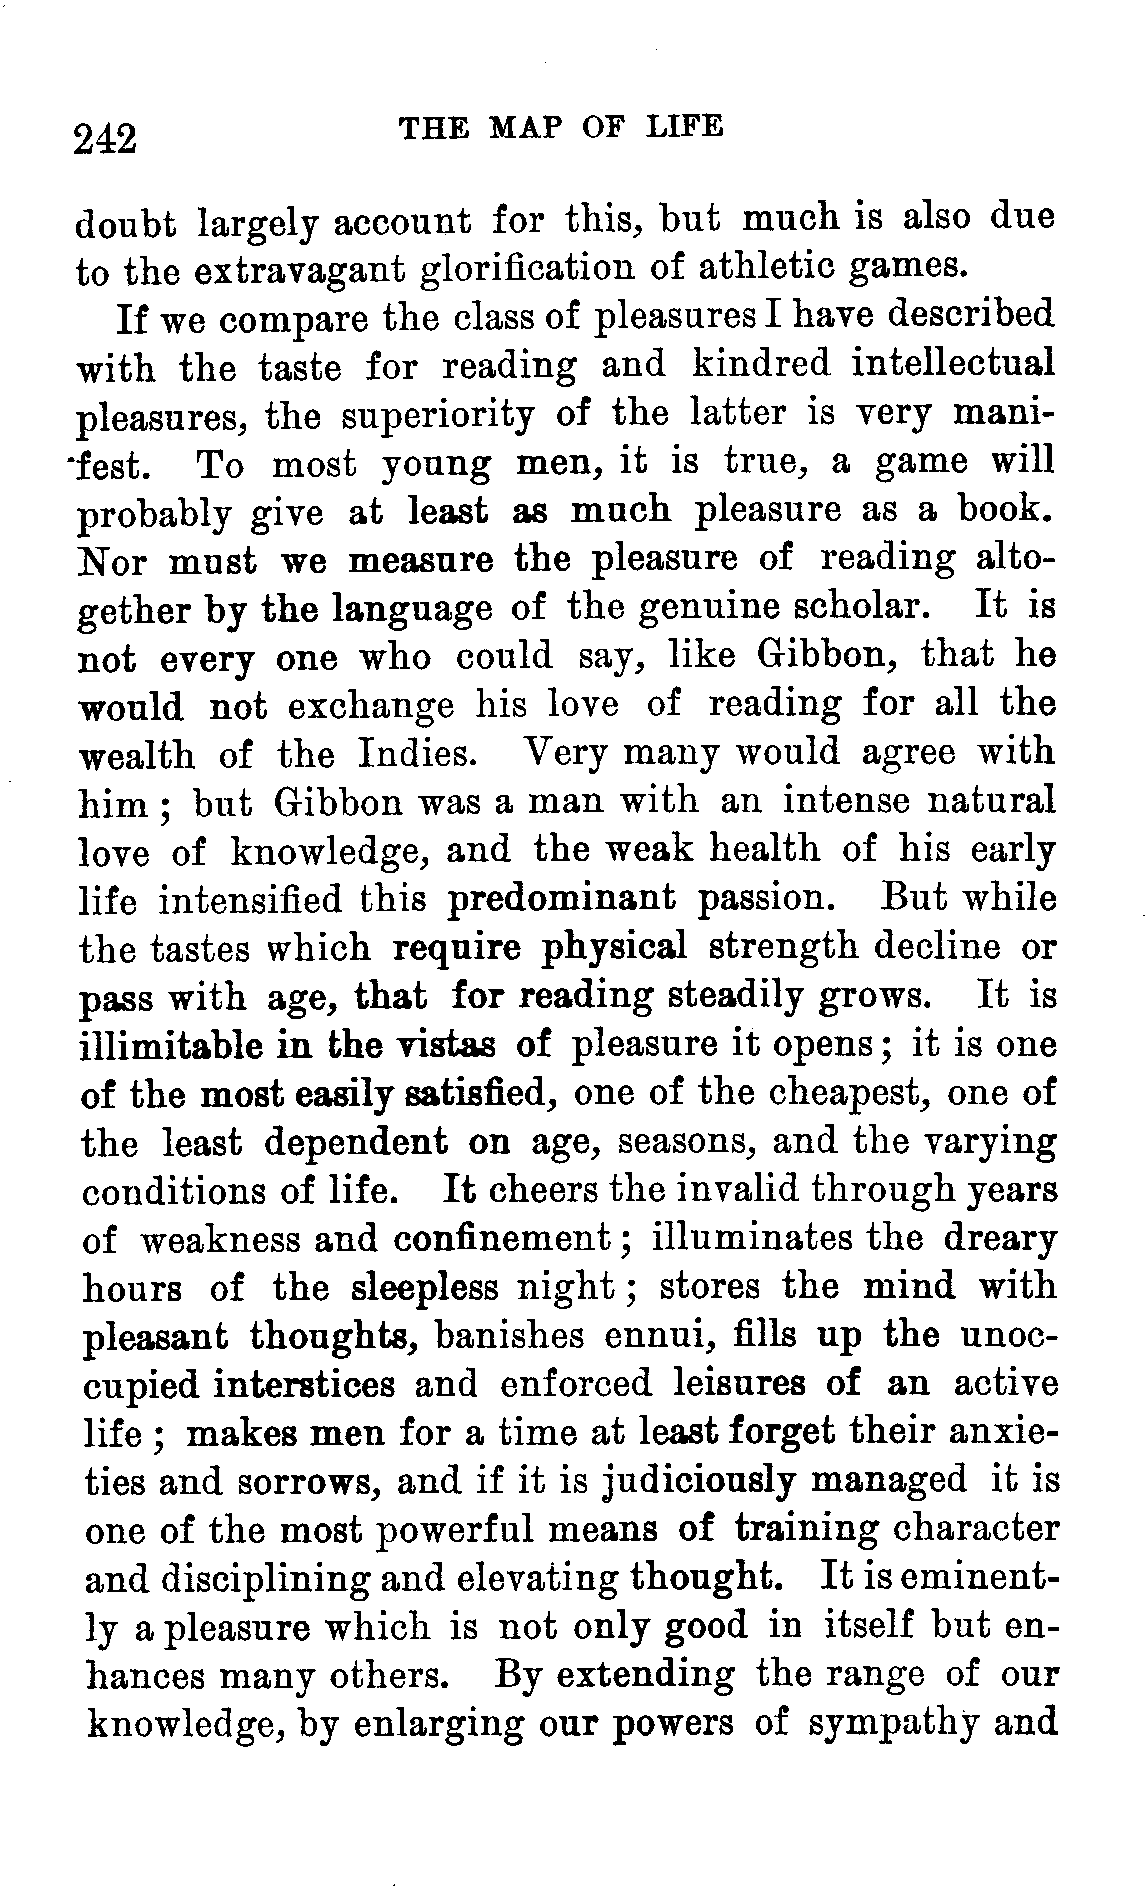 242 THE MAP OF LIFE
doubt largely account for this, but much is also due
to the extravagant glorification of athletic games.
If we compare the class of pleasures I have described
with the taste for reading and kindred intellectual
pleasures, the superiority of the latter is very mani-
fest. To most young men, it is true, a game will
probably give at least as much pleasure as a book.
Nor must we measure the pleasure of reading alto-
gether by the language of the genuine scholar. It is
not every one who could say, like Gibbon, that he
would not exchange his love of reading for all the
wealth of the Indies. Very many would agree with
him ; but Gibbon was a man with an intense natural
love of knowledge, and the weak health of his early
life intensified this predominant passion. But while
the tastes which require physical strength decline or
pass with age, that for reading steadily grows. It is
illimitable in the vistas of pleasure it opens ; it is one
of the most easily satisfied, one of the cheapest, one of
the least dependent on age, seasons, and the varying
conditions of life. It cheers the invalid through years
of weakness and confinement ; illuminates the dreary
hours of the sleepless night ; stores the mind with
pleasant thoughts, banishes ennui, fills up the unoc-
cupied interstices and enforced leisures of an active
life ; makes men for a time at least forget their anxie-
ties and sorrows, and if it is judiciously managed it is
one of the most powerful means of training character
and disciplining and elevating thought. It is eminent-
ly a pleasure which is not only good in itself but en-
hances many others. By extending the range of our
knowledge, by enlarging our powers of sympathy and